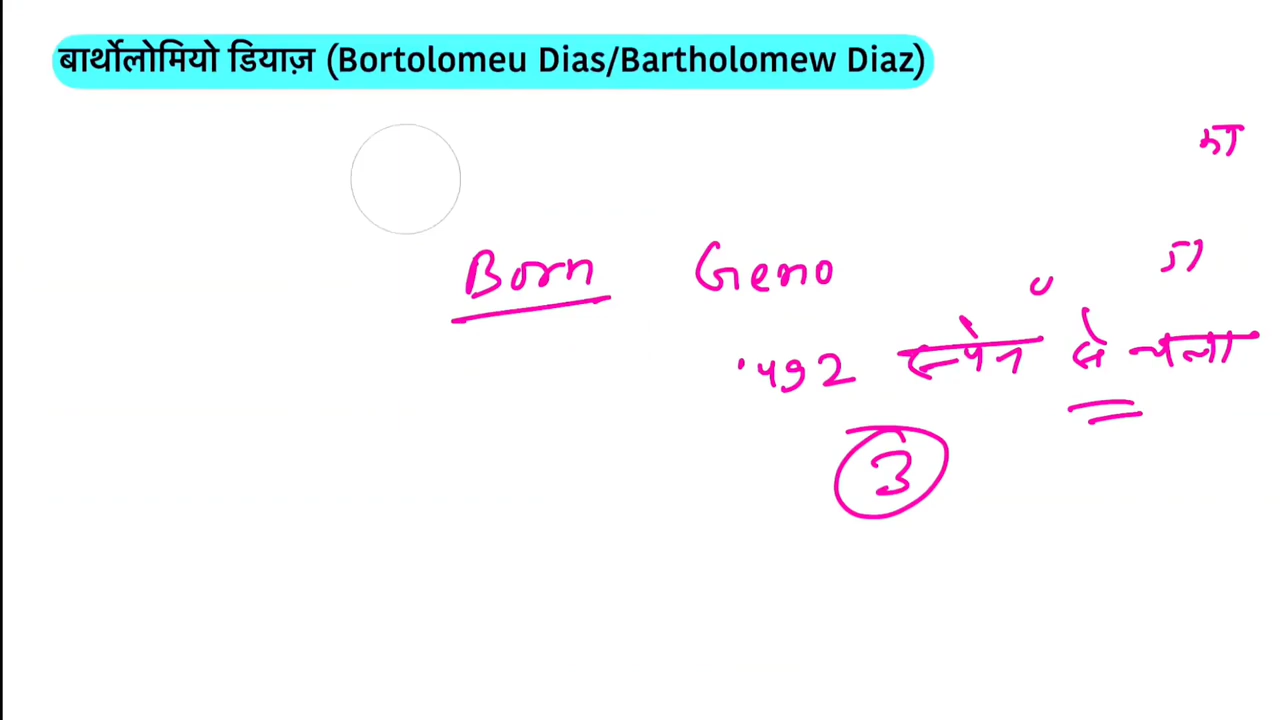 बार्थोलोमियो डियाज़ (Bortolomeu Dias/Bartholomew Diaz)
Born Geno
1492 स्पेन से चला
3